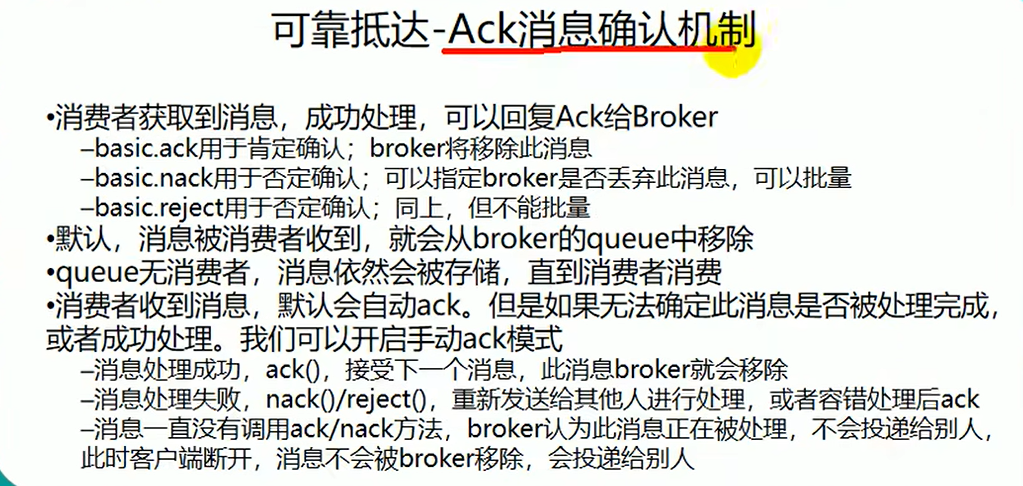 可靠抵达-Ack消息确认机制
•消费者获取到消息，成功处理，可以回复Ack给Broker
–basic.ack用于肯定确认；broker将移除此消息
–basic.nack用于否定确认；可以指定broker是否丢弃此消息，可以批量
–basic.reject用于否定确认；同上，但不能批量
•默认，消息被消费者收到，就会从broker的queue中移除
•queue无消费者，消息依然会被存储，直到消费者消费
•消费者收到消息，默认会自动ack。但是如果无法确定此消息是否被处理完成，
或者成功处理。我们可以开启手动ack模式
–消息处理成功，ack()，接受下一个消息，此消息broker就会移除
–消息处理失败，nack()/reject()，重新发送给其他人进行处理，或者容错处理后ack
–消息一直没有调用ack/nack方法，broker认为此消息正在被处理，不会投递给别人，
此时客户端断开，消息不会被broker移除，会投递给别人